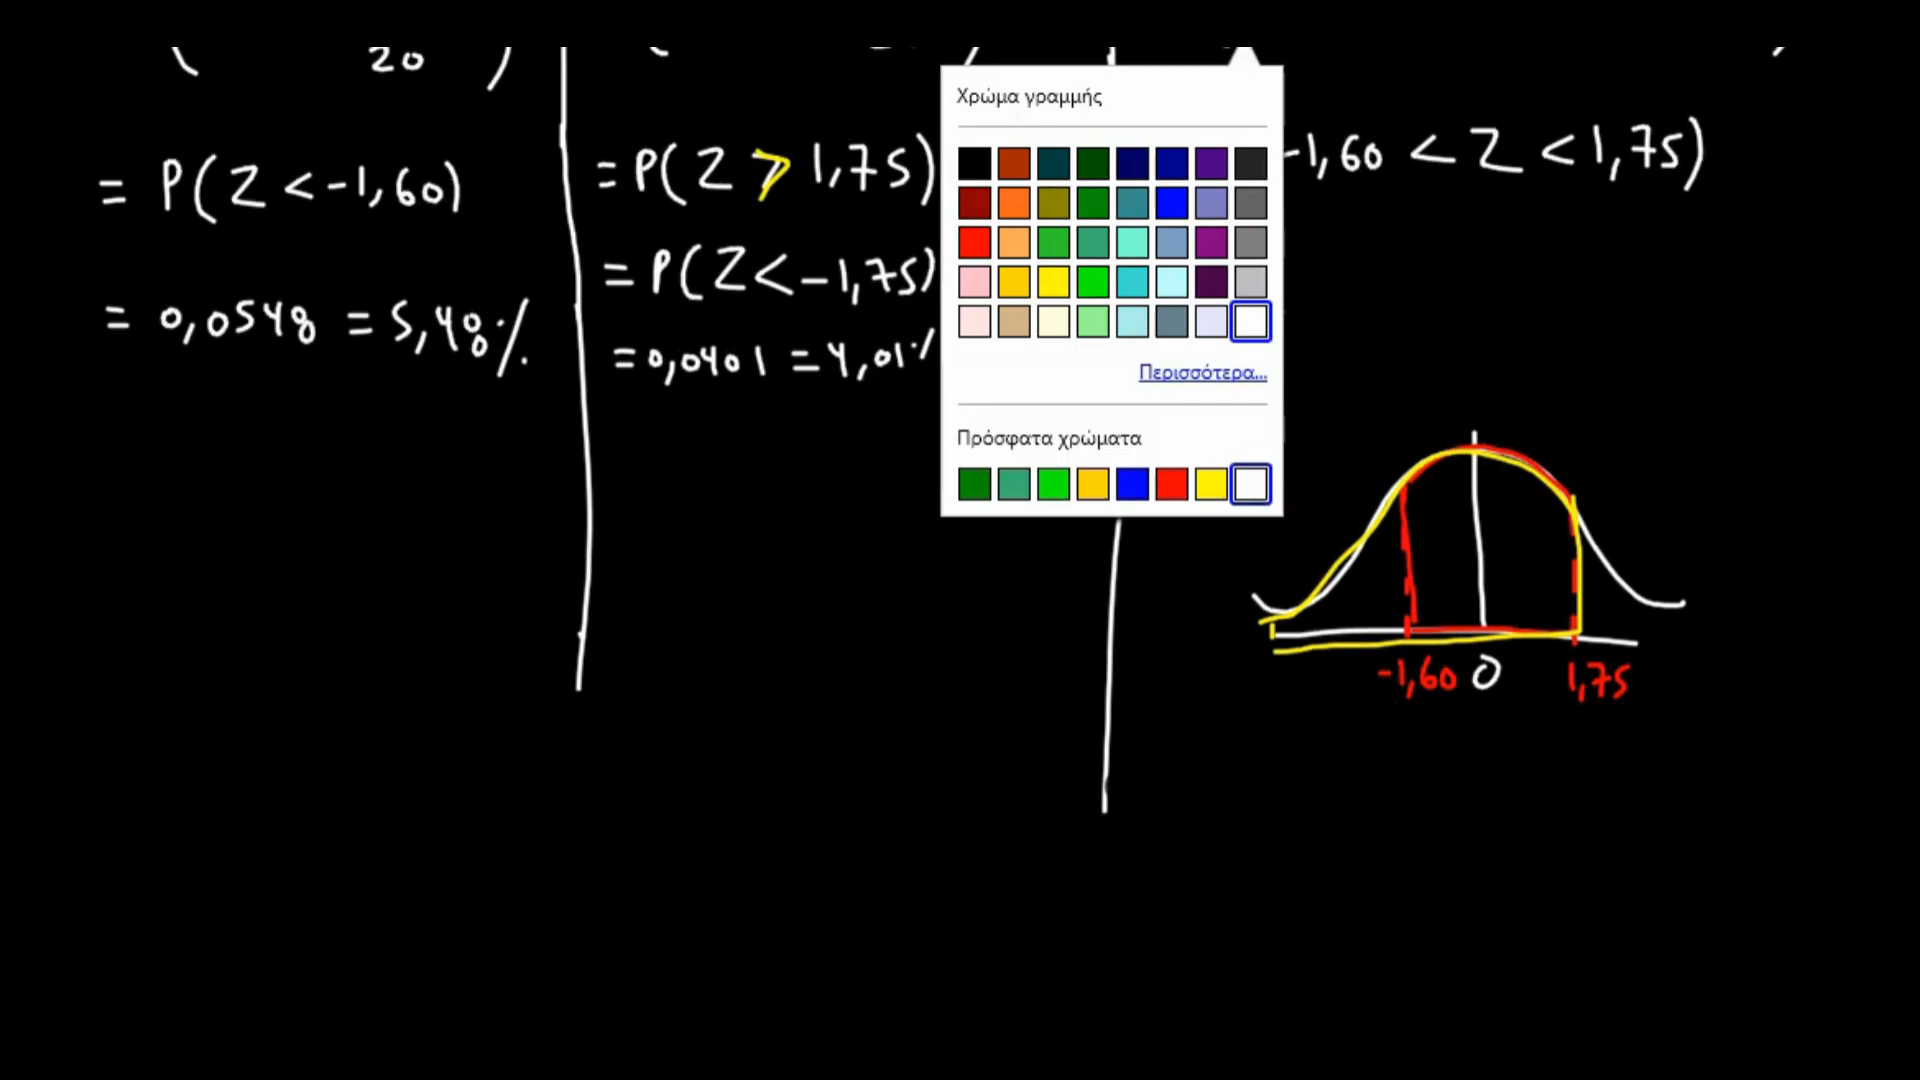 ( 20 )
= P(Z < -1,60)
= 0,0548 = 5,48%
= P(Z > 1,75)
= P(Z < -1,75)
= 0,0401 = 4,01%
Χρώμα γραμμής
Περισσότερα...
Πρόσφατα χρώματα
-1,60 < Z < 1,75)
-1,60 0 1,75